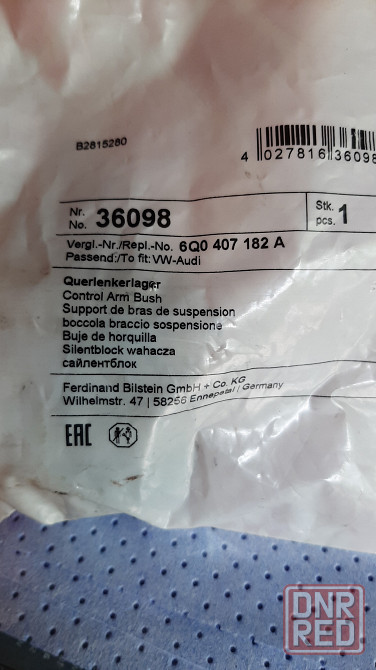 B2815280
4 027816 36098
Nr.
No. 36098
Stk.
pcs. 1
Vergl.-Nr./Repl.-No. 6Q0 407 182 A
Passend:/To fit: VW-Audi
Querlenkerlager
Control Arm Bush
Support de bras de suspension
boccola braccio sospensione
Buje de horquilla
Silentblock wahacza
сайлентблок
Ferdinand Bilstein GmbH + Co. KG
Wilhelmstr. 47 | 58256 Ennepetal / Germany
EAC
DNR
RED